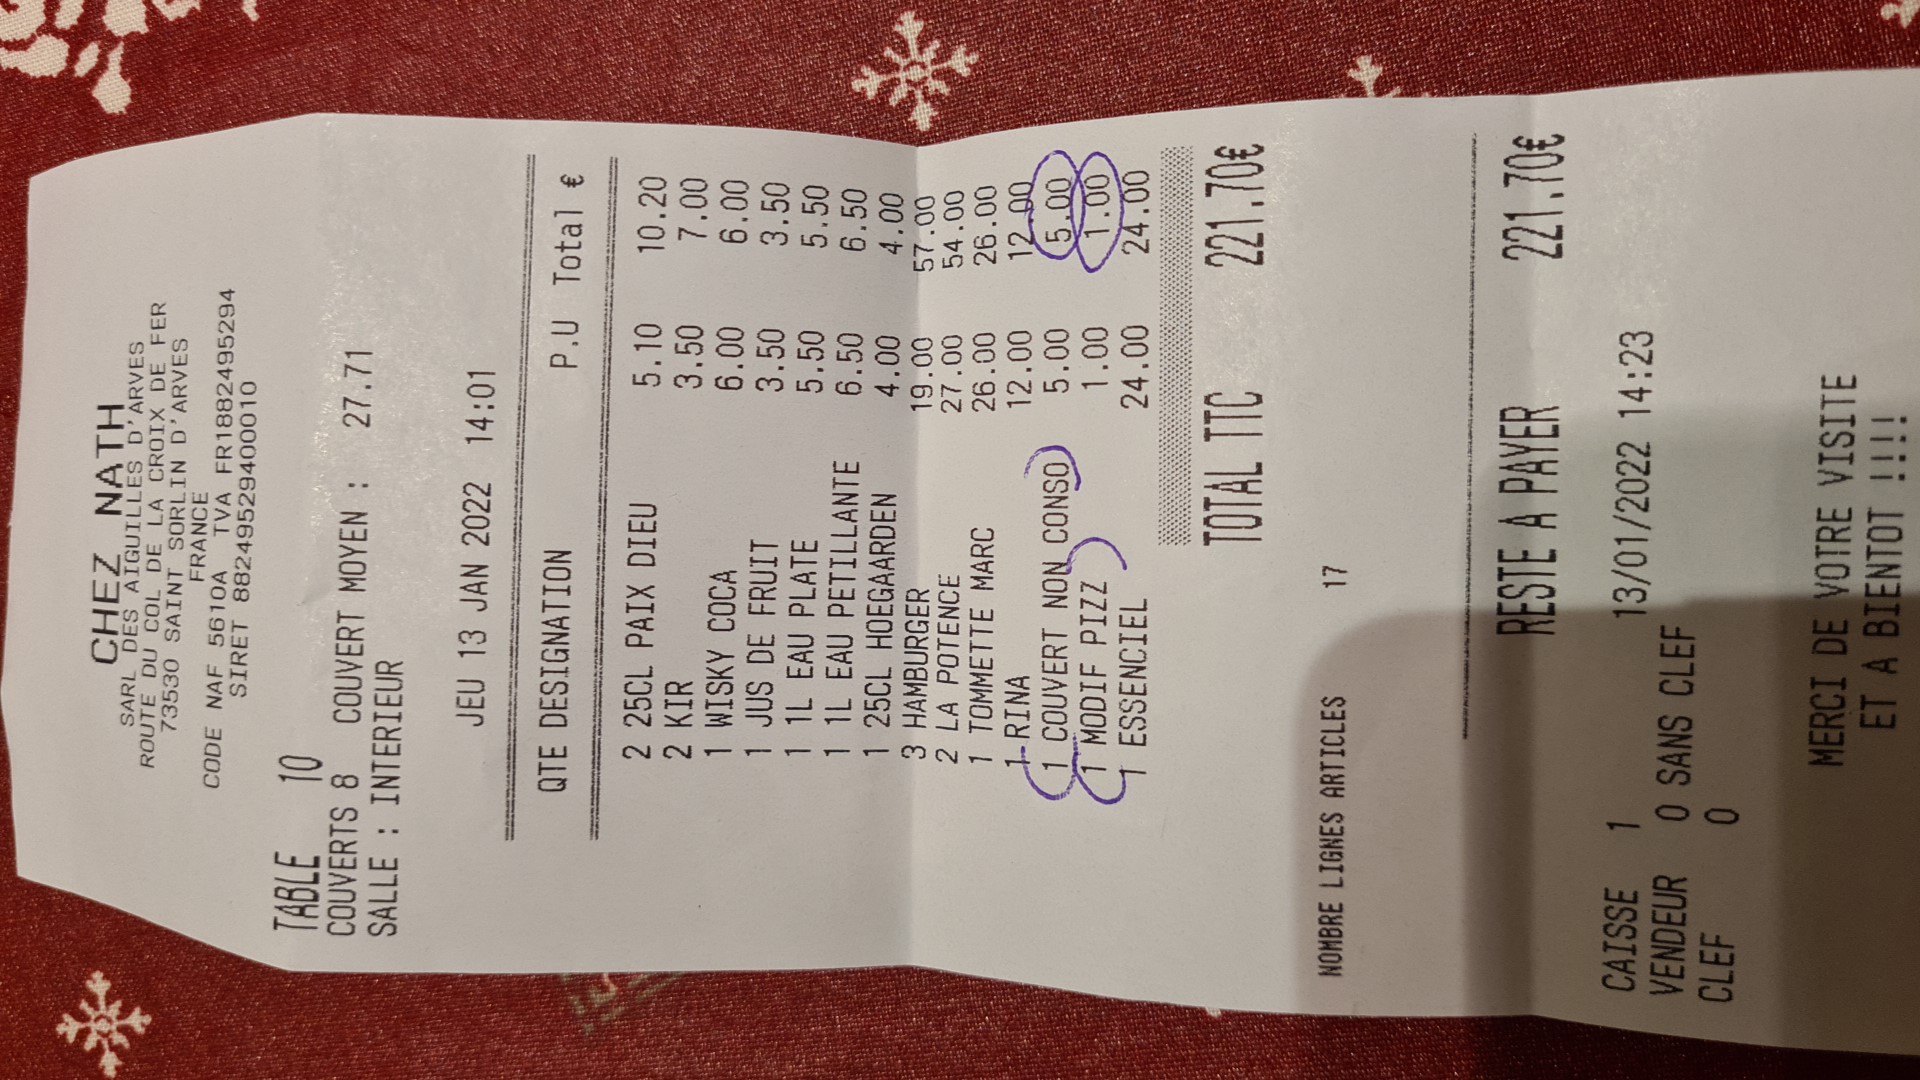 CHEZ NATH
SARL DES AIGUILLES D'ARVES
ROUTE DU COL DE LA CROIX DE FER
73530 SAINT SORLIN D'ARVES
FRANCE
CODE NAF 5610A TVA FR18824952​94
SIRET 88249529400010
TABLE 10
COUVERTS 8 COUVERT MOYEN : 27.71
SALLE : INTERIEUR
JEU 13 JAN 2022 14:01
QTE DESIGNATION P.U Total €
2 25CL PAIX DIEU 5.10 10.20
2 KIR 3.50 7.00
1 WISKY COCA 6.00 6.00
1 JUS DE FRUIT 3.50 3.50
1 1L EAU PLATE 5.50 5.50
1 1L EAU PETILLANTE 6.50 6.50
1 25CL HOEGAARDEN 4.00 4.00
3 HAMBURGER 19.00 57.00
2 LA POTENCE 27.00 54.00
1 TOMMETTE MARC 26.00 26.00
1 RINA 12.00 12.00
1 COUVERT NON CONSO 5.00 5.00
1 MODIF PIZZ 1.00 1.00
1 ESSENCIEL 24.00 24.00
TOTAL TTC 221.70€
NOMBRE LIGNES ARTICLES 17
RESTE A PAYER 221.70€
CAISSE 1 13/01/2022 14:23
VENDEUR 0 SANS CLEF
CLEF 0
MERCI DE VOTRE VISITE
ET A BIENTOT !!!!